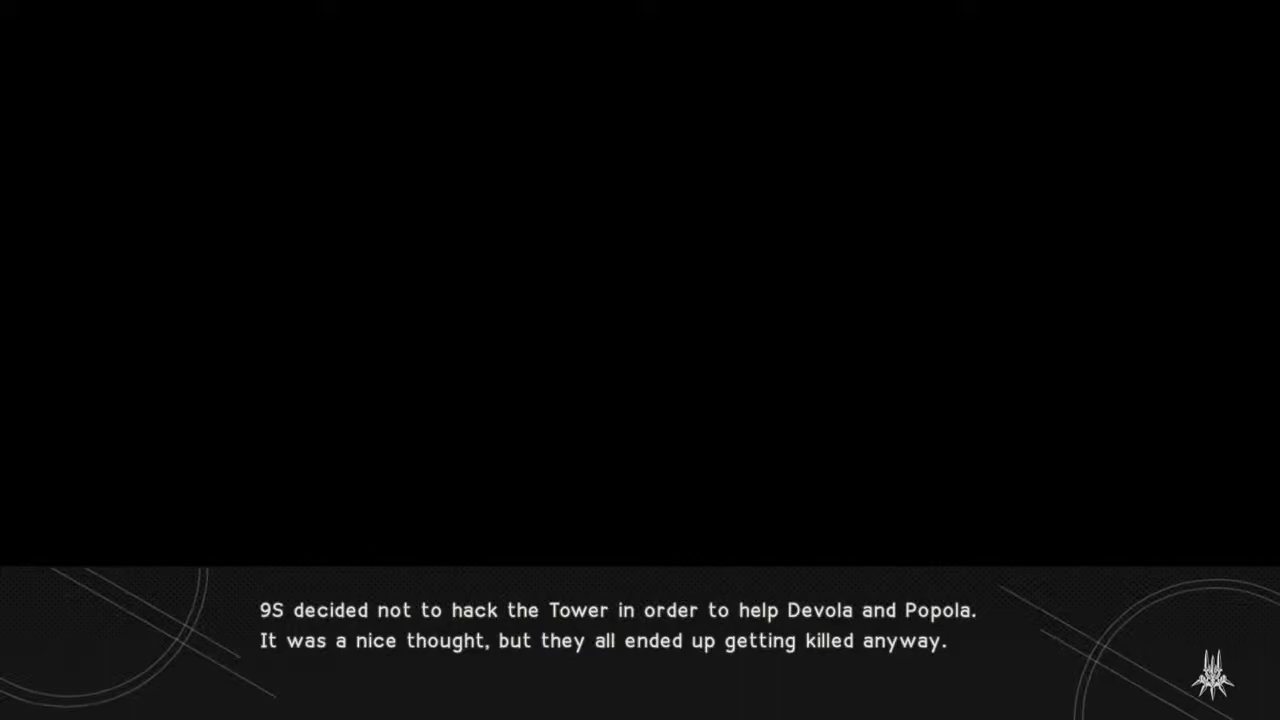 9S decided not to hack the Tower in order to help Devola and Popola.
It was a nice thought, but they all ended up getting killed anyway.